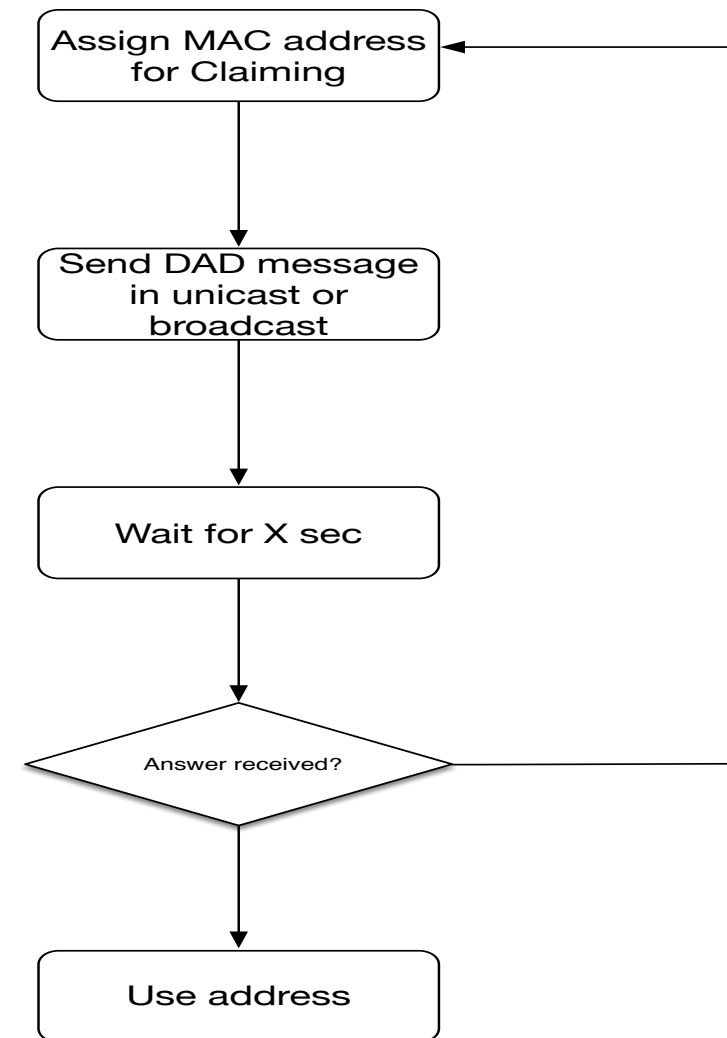 Assign MAC address
for Claiming
Send DAD message
in unicast or
broadcast
Wait for X sec
Answer received?
Use address